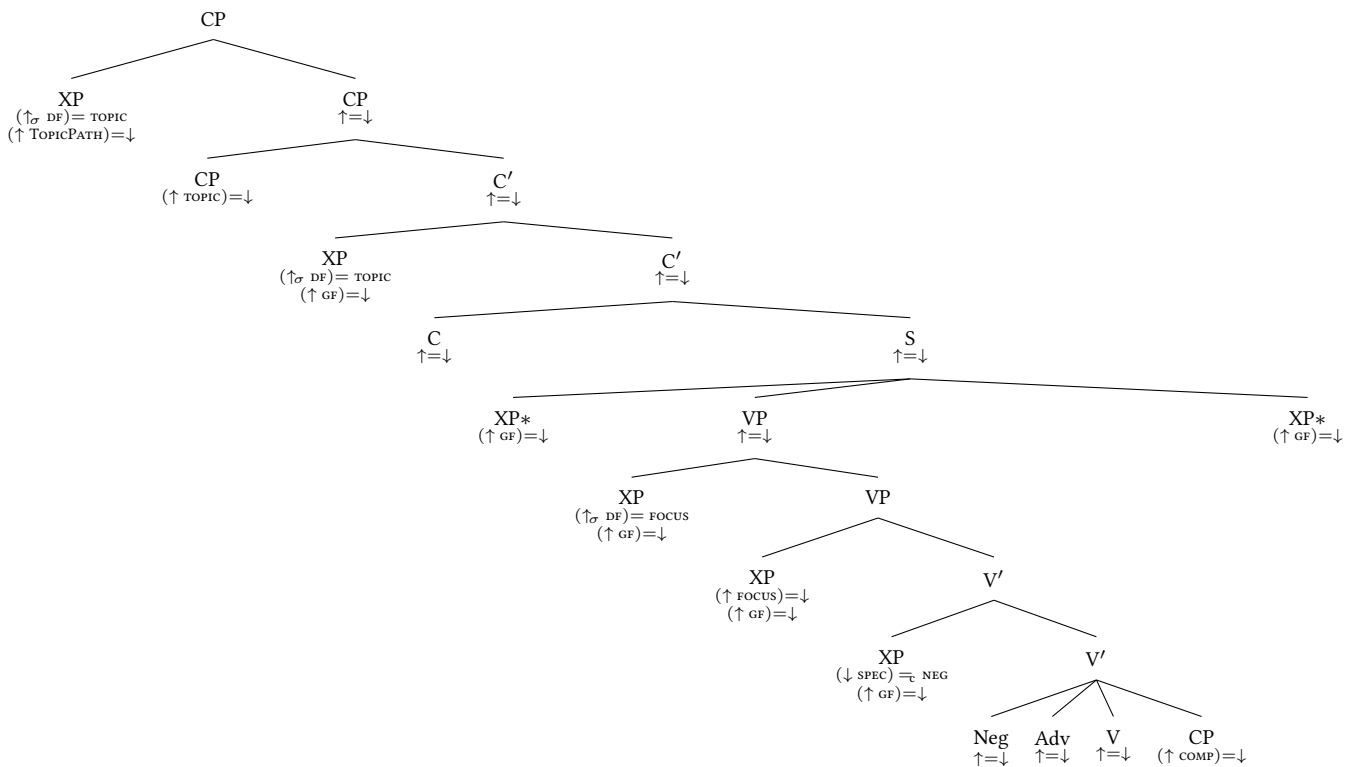 CP
XP CP
(↑σ DF)= TOPIC ↑=↓
(↑ TOPICPATH)=↓
CP C′
(↑ TOPIC)=↓ ↑=↓
XP C′
(↑σ DF)= TOPIC ↑=↓
(↑ GF)=↓
C S
↑=↓ ↑=↓
XP* VP XP*
(↑ GF)=↓ ↑=↓ (↑ GF)=↓
XP VP
(↑σ DF)= FOCUS
(↑ GF)=↓
XP V′
(↑ FOCUS)=↓
(↑ GF)=↓
XP V′
(↓ SPEC) =c NEG
(↑ GF)=↓
Neg Adv V CP
↑=↓ ↑=↓ ↑=↓ (↑ COMP)=↓